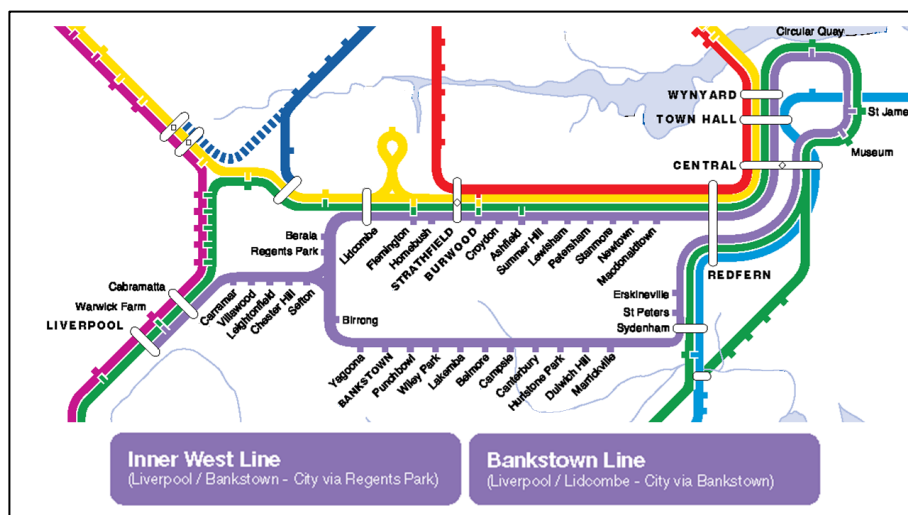 Circular Quay
WYNYARD
St Jame
TOWN HALL
Museum
CENTRAL
Berala
Regents Park
Lidcombe
Flemington
Homebush
STRATHFIELD
BURWOOD
Croydon
Ashfield
Summer Hill
Lewisham
Petersham
Stanmore
Newtown
Macdonaldtown
REDFERN
Cabramatta
Warwick Farm
LIVERPOOL
Carramar
Villawood
Leightonfield
Chester Hill
Sefton
Birrong
Erskineville
St Peters
Sydenham
Yagoona
BANKSTOWN
Punchbowl
Wiley Park
Lakemba
Belmore
Campsie
Canterbury
Hurlstone Park
Dulwich Hill
Marrickville
Inner West Line
(Liverpool / Bankstown - City via Regents Park)
Bankstown Line
(Liverpool / Lidcombe - City via Bankstown)